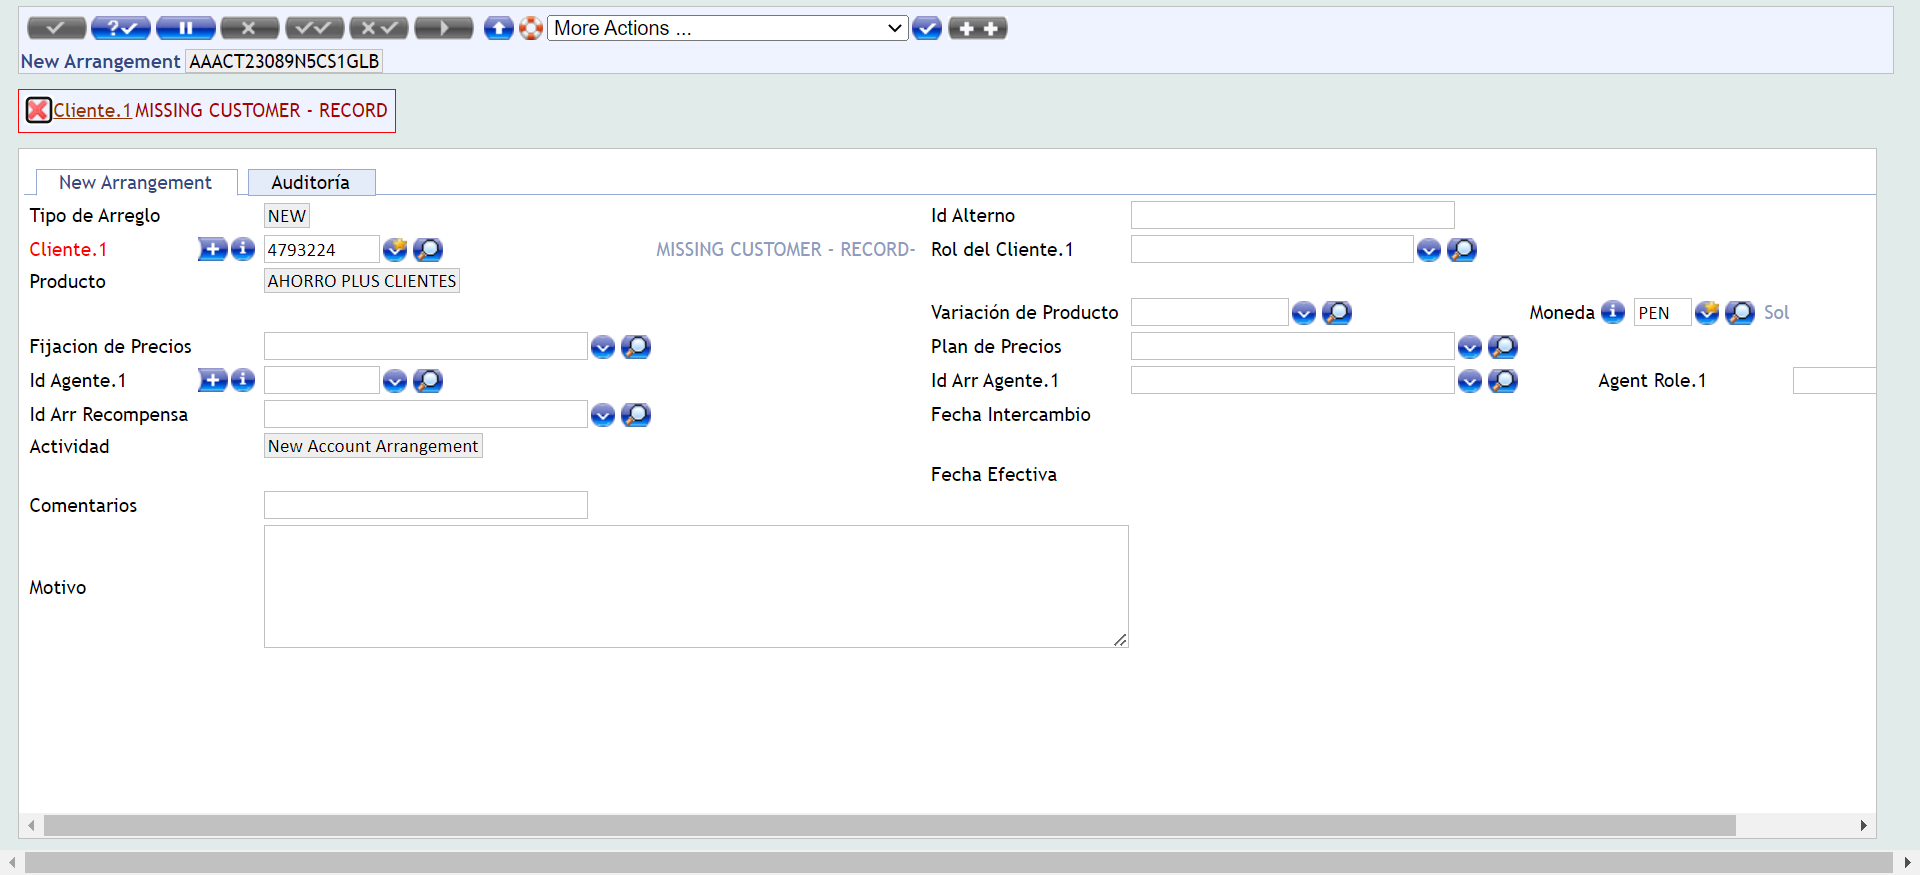 More Actions ...
New Arrangement AAACT23089N5CS1GLB
Cliente.1 MISSING CUSTOMER - RECORD
New Arrangement Auditoría
Tipo de Arreglo NEW Id Alterno
Cliente.1 4793224 MISSING CUSTOMER - RECORD- Rol del Cliente.1
Producto AHORRO PLUS CLIENTES
Variación de Producto Moneda PEN Sol
Fijacion de Precios Plan de Precios
Id Agente.1 Id Arr Agente.1 Agent Role.1
Id Arr Recompensa Fecha Intercambio
Actividad New Account Arrangement
Fecha Efectiva
Comentarios
Motivo